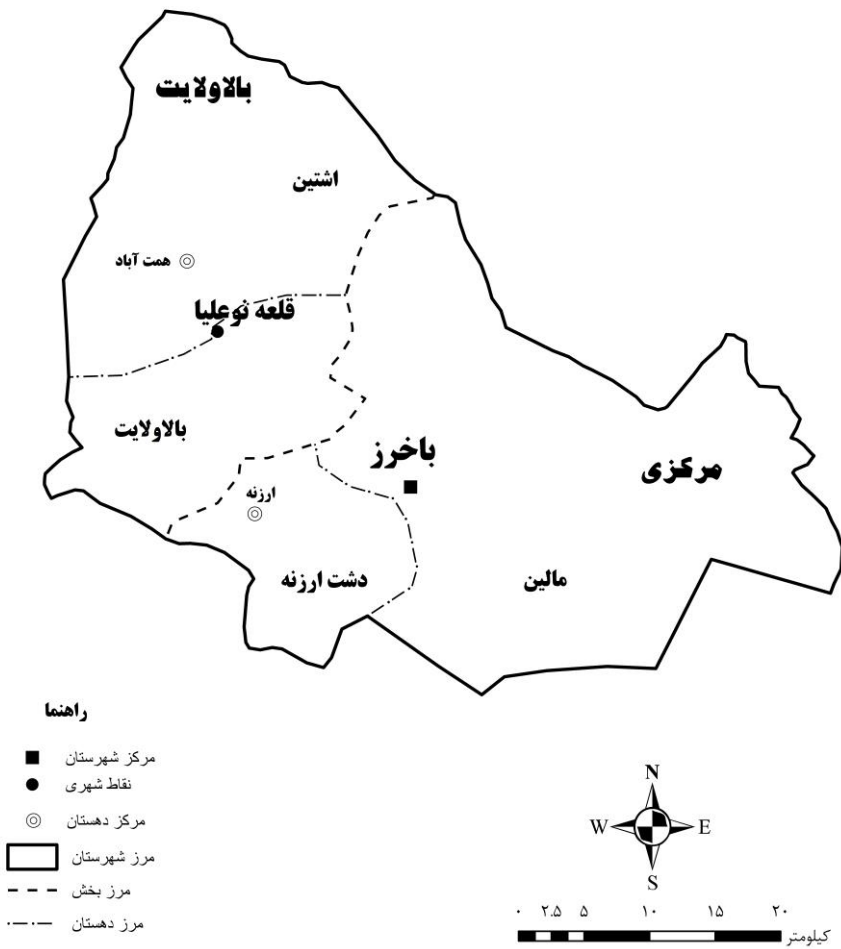 بالاولایت
اشتین
همت آباد
قلعه نوعلیا
بالاولایت
باخرز
مرکزی
ارزنه
دشت ارزنه
مالین
راهنما
مرکز شهرستان
نقاط شهری
مرکز دهستان
مرز شهرستان
مرز بخش
مرز دهستان
N
W E
S
۰ ۲.۵ ۵ ۱۰ ۱۵ ۲۰
کیلومتر